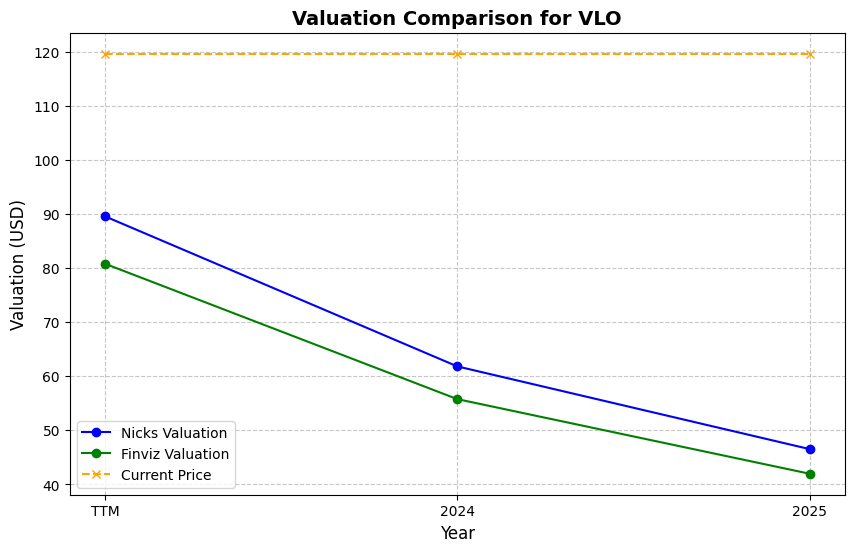 Valuation Comparison for VLO
Valuation (USD)
120
110
100
90
80
70
60
50
40
Nicks Valuation
Finviz Valuation
Current Price
TTM
2024
2025
Year